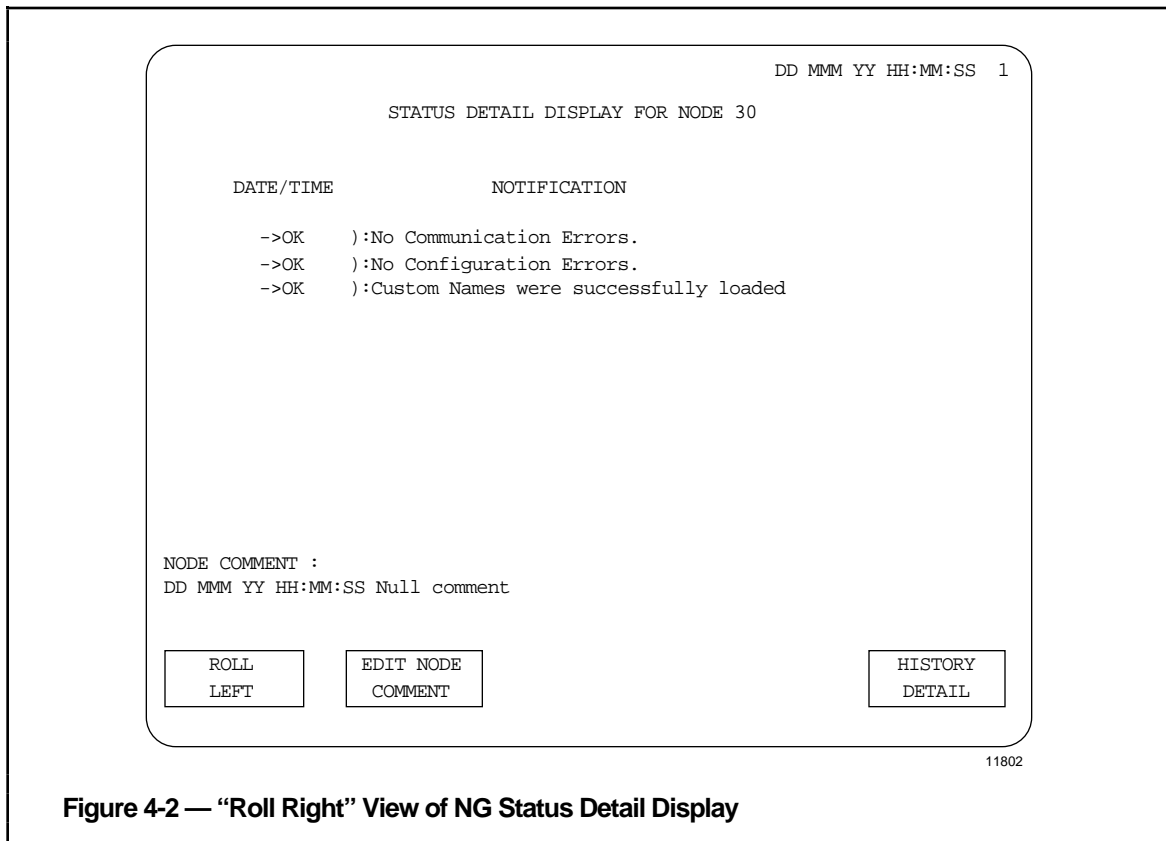 DD MMM YY HH:MM:SS 1
STATUS DETAIL DISPLAY FOR NODE 30
DATE/TIME NOTIFICATION
->OK ):No Communication Errors.
->OK ):No Configuration Errors.
->OK ):Custom Names were successfully loaded
NODE COMMENT :
DD MMM YY HH:MM:SS Null comment
ROLL LEFT
EDIT NODE COMMENT
HISTORY DETAIL
11802
Figure 4-2 — “Roll Right” View of NG Status Detail Display